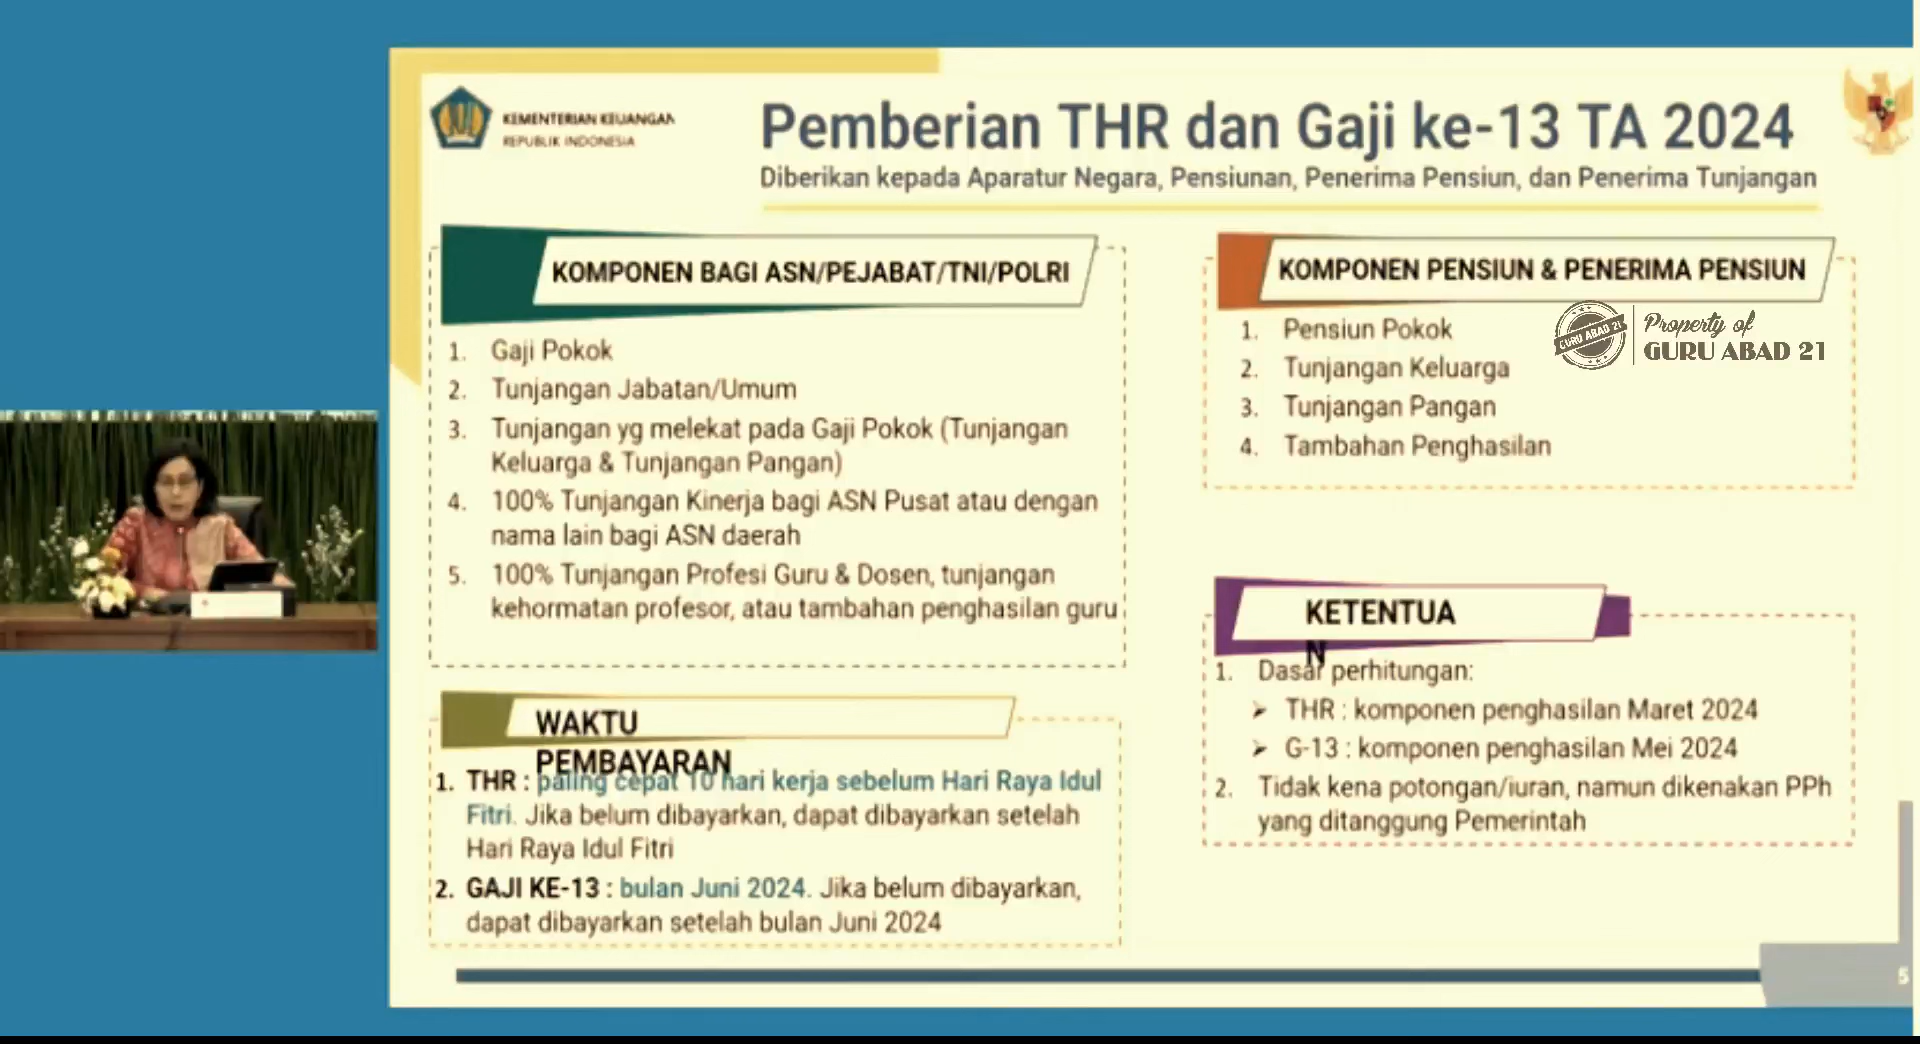 KEMENTERIAN KEUANGAN
REPUBLIK INDONESIA
Pemberian THR dan Gaji ke-13 TA 2024
Diberikan kepada Aparatur Negara, Pensiunan, Penerima Pensiun, dan Penerima Tunjangan
KOMPONEN BAGI ASN/PEJABAT/TNI/POLRI
1. Gaji Pokok
2. Tunjangan Jabatan/Umum
3. Tunjangan yg melekat pada Gaji Pokok (Tunjangan
Keluarga & Tunjangan Pangan)
4. 100% Tunjangan Kinerja bagi ASN Pusat atau dengan
nama lain bagi ASN daerah
5. 100% Tunjangan Profesi Guru & Dosen, tunjangan
kehormatan profesor, atau tambahan penghasilan guru
WAKTU
PEMBAYARAN
1. THR : paling cepat 10 hari kerja sebelum Hari Raya Idul
Fitri. Jika belum dibayarkan, dapat dibayarkan setelah
Hari Raya Idul Fitri
2. GAJI KE-13 : bulan Juni 2024. Jika belum dibayarkan,
dapat dibayarkan setelah bulan Juni 2024
KOMPONEN PENSIUN & PENERIMA PENSIUN
GURU ABAD 21
Property of
GURU ABAD 21
1. Pensiun Pokok
2. Tunjangan Keluarga
3. Tunjangan Pangan
4. Tambahan Penghasilan
KETENTUA
N
1. Dasar perhitungan:
➢ THR : komponen penghasilan Maret 2024
➢ G-13 : komponen penghasilan Mei 2024
2. Tidak kena potongan/iuran, namun dikenakan PPh
yang ditanggung Pemerintah
5